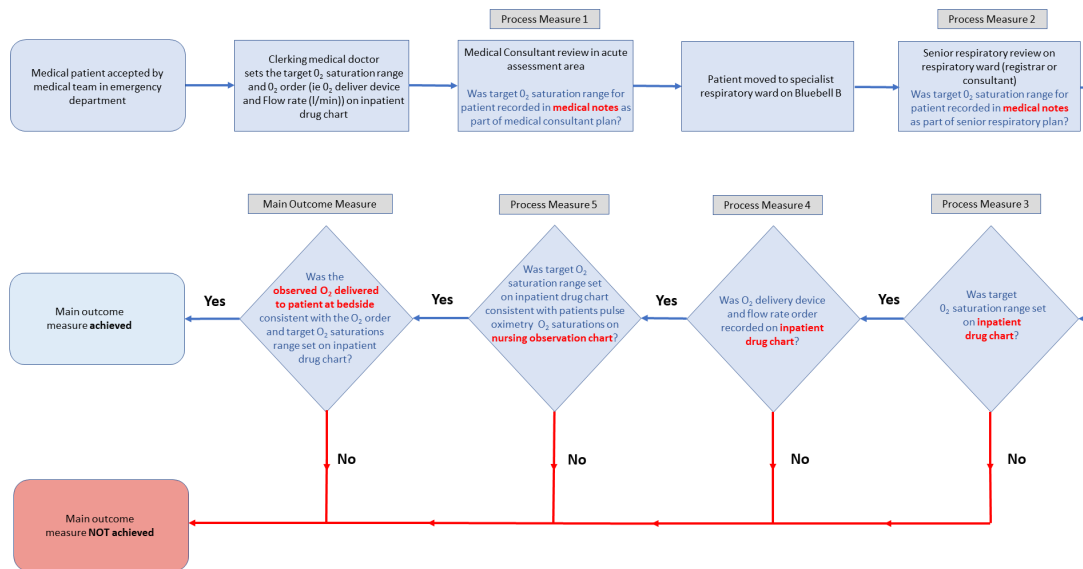 Process Measure 1
Process Measure 2
Medical patient accepted by
medical team in emergency
department
Clerking medical doctor
sets the target 0₂ saturation range
and 0₂ order (ie 0₂ deliver device
and Flow rate (l/min)) on inpatient
drug chart
Medical Consultant review in acute
assessment area
Was target 0₂ saturation range for
patient recorded in medical notes as
part of medical consultant plan?
Patient moved to specialist
respiratory ward on Bluebell B
Senior respiratory review on
respiratory ward (registrar or
consultant)
Was target 0₂ saturation range for
patient recorded in medical notes
as part of senior respiratory plan?
Main Outcome Measure
Process Measure 5
Process Measure 4
Process Measure 3
Main outcome
measure achieved
Yes
Was the
observed O₂ delivered
to patient at bedside
consistent with the O₂ order
and target O₂ saturations
range set on inpatient
drug chart?
Yes
Was target O₂
saturation range set
on inpatient drug chart
consistent with patients pulse
oximetry O₂ saturations on
nursing observation chart?
Yes
Was O₂ delivery device
and flow rate order
recorded on inpatient
drug chart?
Yes
Was target
0₂ saturation range set
on inpatient
drug chart?
No
No
No
No
Main outcome
measure NOT achieved